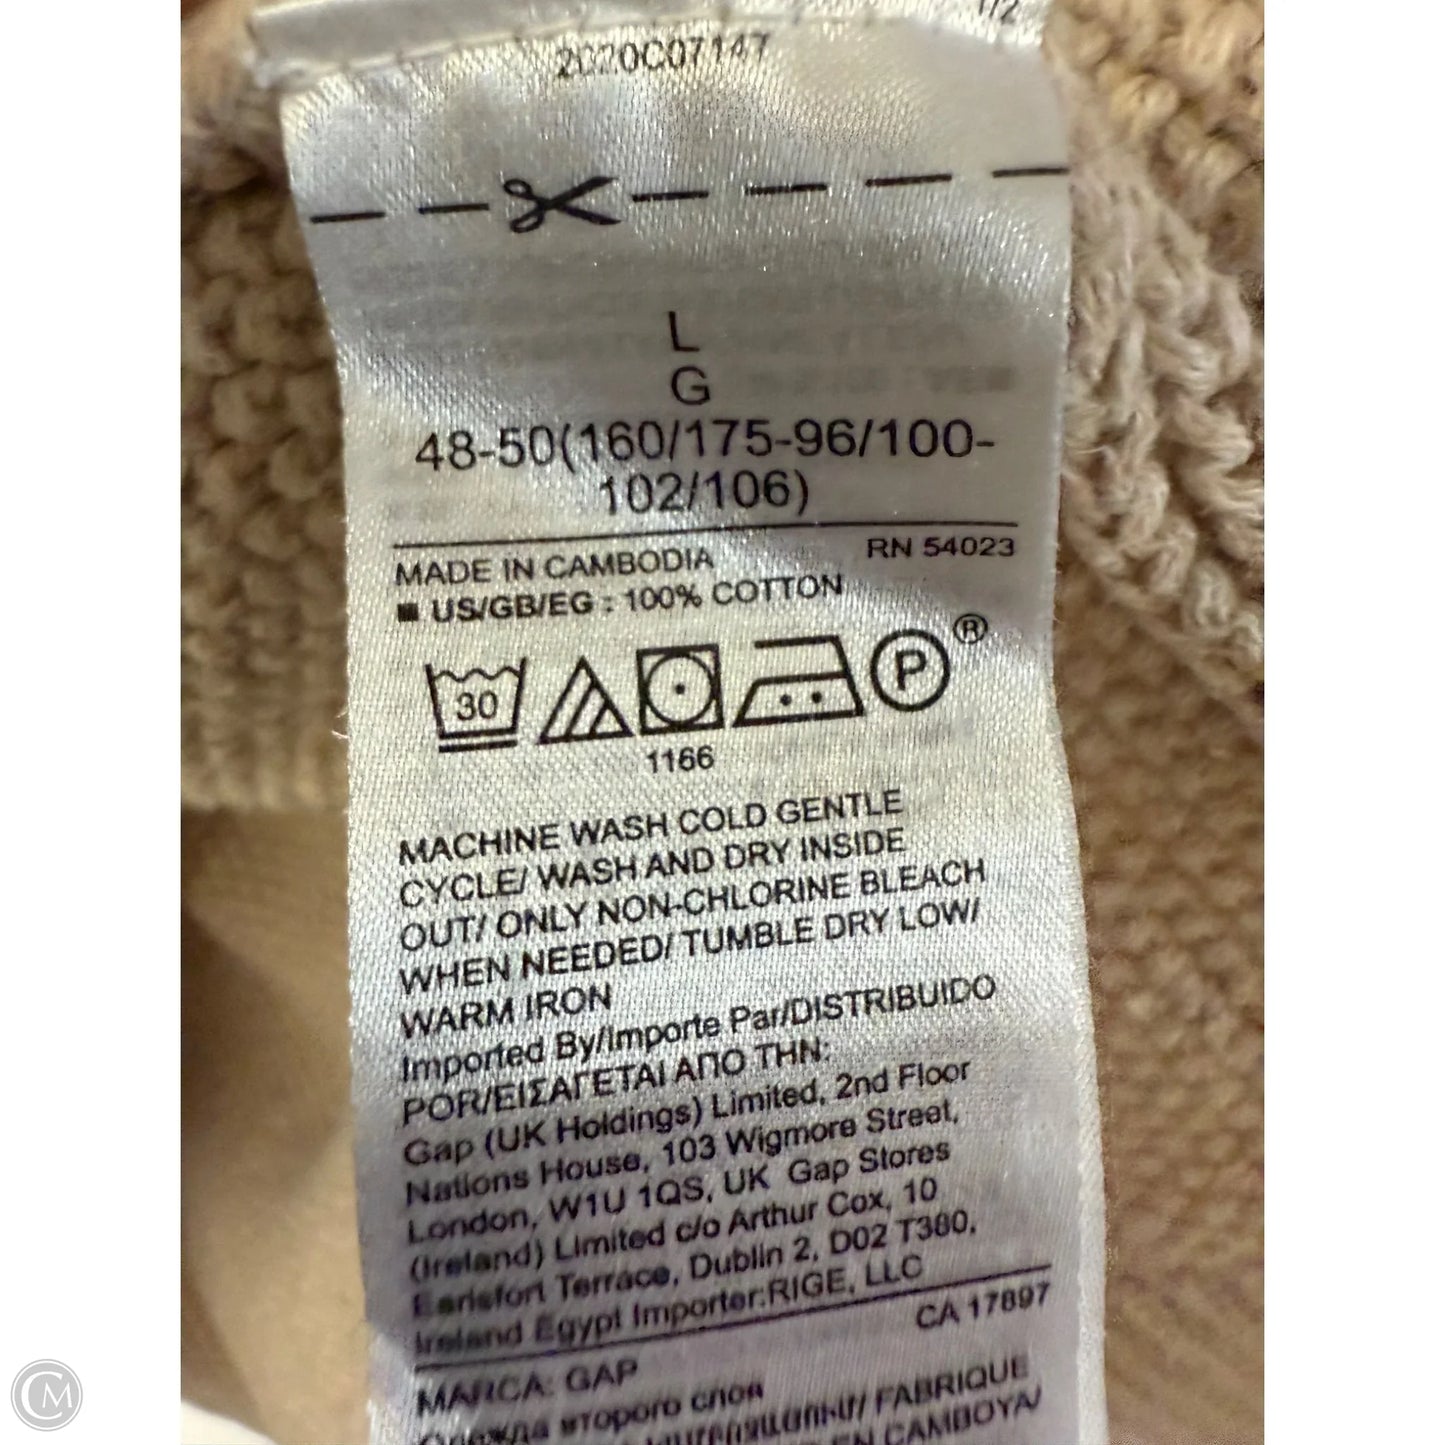 1/2
2020C07147
L
G
48-50(160/175-96/100-
102/106)
MADE IN CAMBODIA RN 54023
■ US/GB/EG : 100% COTTON
30 P ®
1166
MACHINE WASH COLD GENTLE
CYCLE/ WASH AND DRY INSIDE
OUT/ ONLY NON-CHLORINE BLEACH
WHEN NEEDED/ TUMBLE DRY LOW/
WARM IRON
Imported By/Importe Par/DISTRIBUIDO
POR/ΕΙΣΑΓΕΤΑΙ ΑΠΟ ΤΗΝ:
Gap (UK Holdings) Limited, 2nd Floor
Nations House, 103 Wigmore Street,
London, W1U 1QS, UK Gap Stores
(Ireland) Limited c/o Arthur Cox, 10
Earlsfort Terrace, Dublin 2, D02 T380,
Ireland Egypt Importer:RIGE, LLC
CA 17897
MARCA: GAP
Одежда второго слоя
FABRIQUE
EN CAMBOYA/
CM